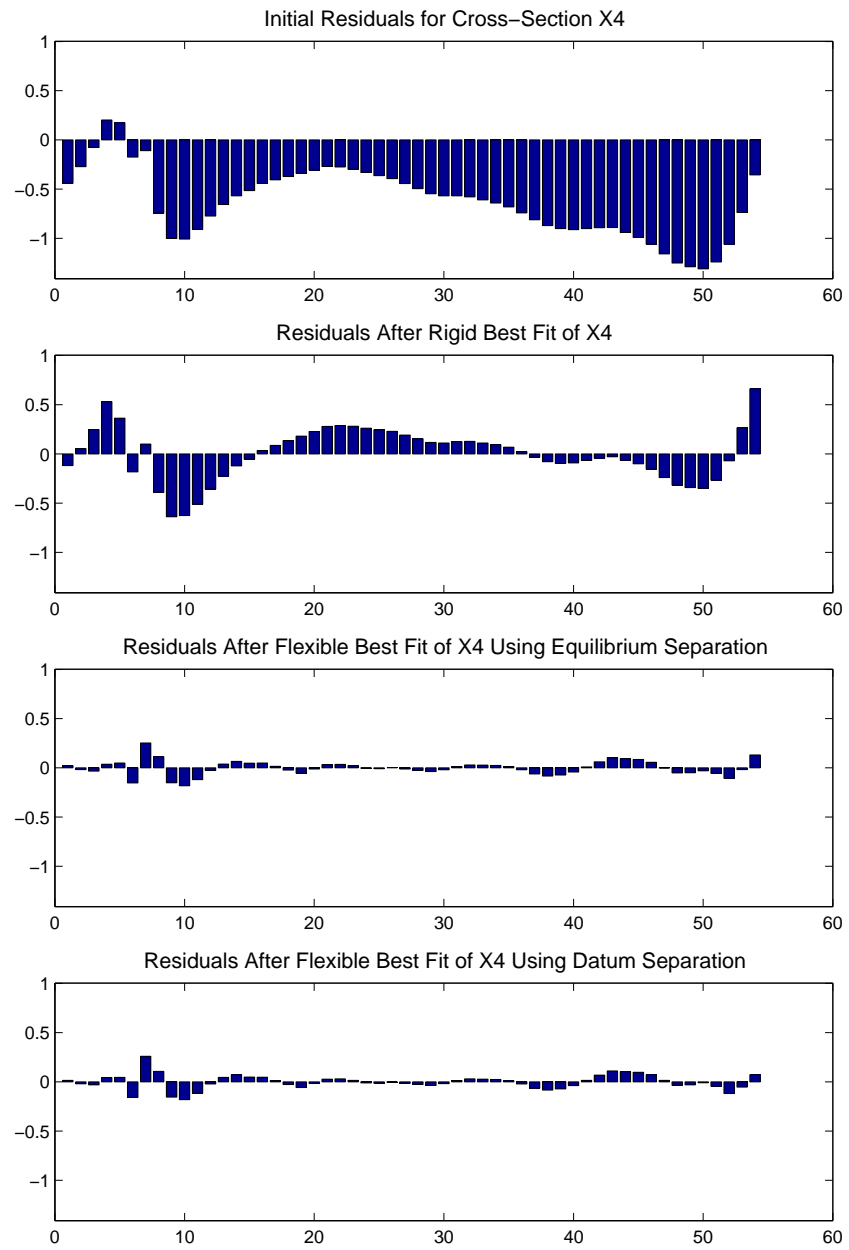 Initial Residuals for Cross−Section X4
1
0.5
0
−0.5
−1
0 10 20 30 40 50 60
Residuals After Rigid Best Fit of X4
1
0.5
0
−0.5
−1
0 10 20 30 40 50 60
Residuals After Flexible Best Fit of X4 Using Equilibrium Separation
1
0.5
0
−0.5
−1
0 10 20 30 40 50 60
Residuals After Flexible Best Fit of X4 Using Datum Separation
1
0.5
0
−0.5
−1
0 10 20 30 40 50 60